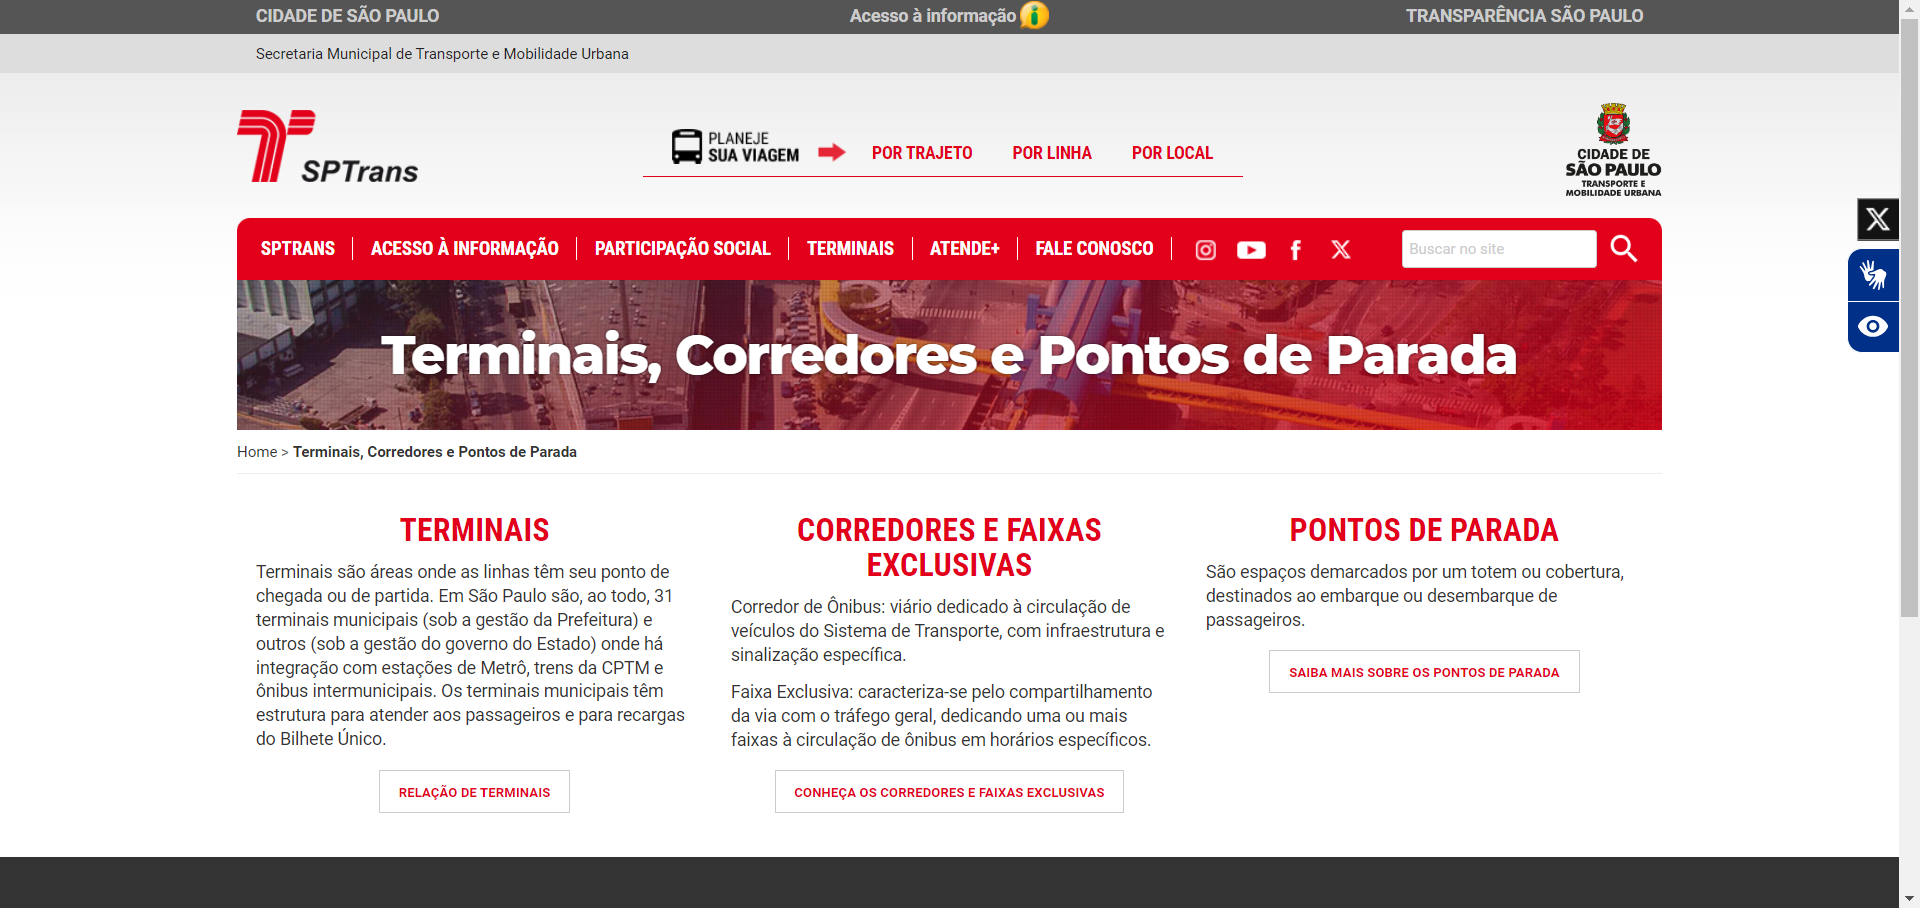 CIDADE DE SÃO PAULO
Acesso à informação
TRANSPARÊNCIA SÃO PAULO
Secretaria Municipal de Transporte e Mobilidade Urbana
SPTrans
PLANEJE
SUA VIAGEM
POR TRAJETO
POR LINHA
POR LOCAL
CIDADE DE
SÃO PAULO
TRANSPORTE E
MOBILIDADE URBANA
SPTRANS
ACESSO À INFORMAÇÃO
PARTICIPAÇÃO SOCIAL
TERMINAIS
ATENDE+
FALE CONOSCO
Buscar no site
Terminais, Corredores e Pontos de Parada
Home > Terminais, Corredores e Pontos de Parada
TERMINAIS
Terminais são áreas onde as linhas têm seu ponto de
chegada ou de partida. Em São Paulo são, ao todo, 31
terminais municipais (sob a gestão da Prefeitura) e
outros (sob a gestão do governo do Estado) onde há
integração com estações de Metrô, trens da CPTM e
ônibus intermunicipais. Os terminais municipais têm
estrutura para atender aos passageiros e para recargas
do Bilhete Único.
RELAÇÃO DE TERMINAIS
CORREDORES E FAIXAS
EXCLUSIVAS
Corredor de Ônibus: viário dedicado à circulação de
veículos do Sistema de Transporte, com infraestrutura e
sinalização específica.
Faixa Exclusiva: caracteriza-se pelo compartilhamento
da via com o tráfego geral, dedicando uma ou mais
faixas à circulação de ônibus em horários específicos.
CONHEÇA OS CORREDORES E FAIXAS EXCLUSIVAS
PONTOS DE PARADA
São espaços demarcados por um totem ou cobertura,
destinados ao embarque ou desembarque de
passageiros.
SAIBA MAIS SOBRE OS PONTOS DE PARADA